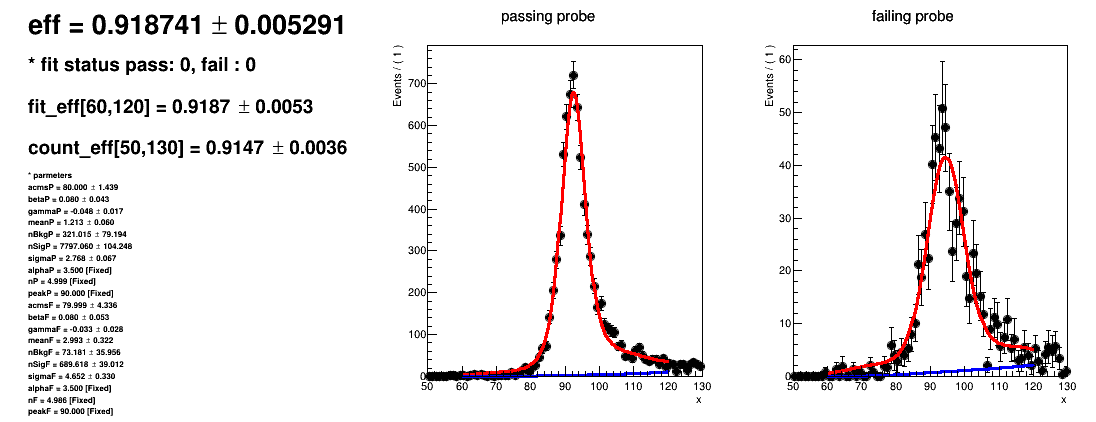 eff = 0.918741 ± 0.005291
* fit status pass: 0, fail : 0
fit_eff[60,120] = 0.9187 ± 0.0053
count_eff[50,130] = 0.9147 ± 0.0036
* parmeters
acmsP = 80.000 ± 1.439
betaP = 0.080 ± 0.043
gammaP = -0.048 ± 0.017
meanP = 1.213 ± 0.060
nBkgP = 321.015 ± 79.194
nSigP = 7797.060 ± 104.248
sigmaP = 2.768 ± 0.067
alphaP = 3.500 [Fixed]
nP = 4.999 [Fixed]
peakP = 90.000 [Fixed]
acmsF = 79.999 ± 4.336
betaF = 0.080 ± 0.053
gammaF = -0.033 ± 0.028
meanF = 2.993 ± 0.322
nBkgF = 73.181 ± 35.956
nSigF = 689.618 ± 39.012
sigmaF = 4.652 ± 0.330
alphaF = 3.500 [Fixed]
nF = 4.986 [Fixed]
peakF = 90.000 [Fixed]
passing probe
Events / ( 1 )
700
600
500
400
300
200
100
0
50 60 70 80 90 100 110 120 130
x
failing probe
Events / ( 1 )
60
50
40
30
20
10
0
50 60 70 80 90 100 110 120 130
x